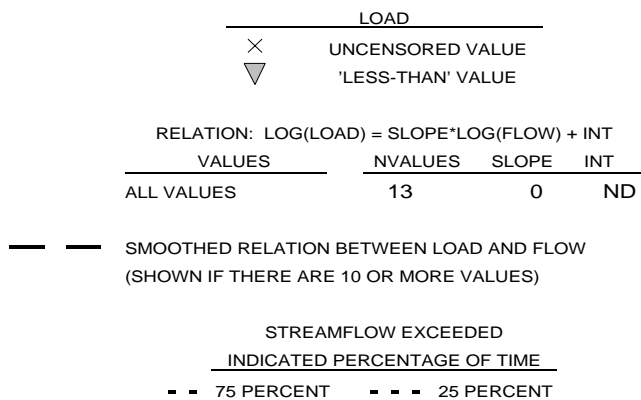 LOAD
UNCENSORED VALUE
'LESS-THAN' VALUE
RELATION: LOG(LOAD) = SLOPE*LOG(FLOW) + INT
VALUES NVALUES SLOPE INT
ALL VALUES 13 0 ND
SMOOTHED RELATION BETWEEN LOAD AND FLOW
(SHOWN IF THERE ARE 10 OR MORE VALUES)
STREAMFLOW EXCEEDED
INDICATED PERCENTAGE OF TIME
75 PERCENT 25 PERCENT